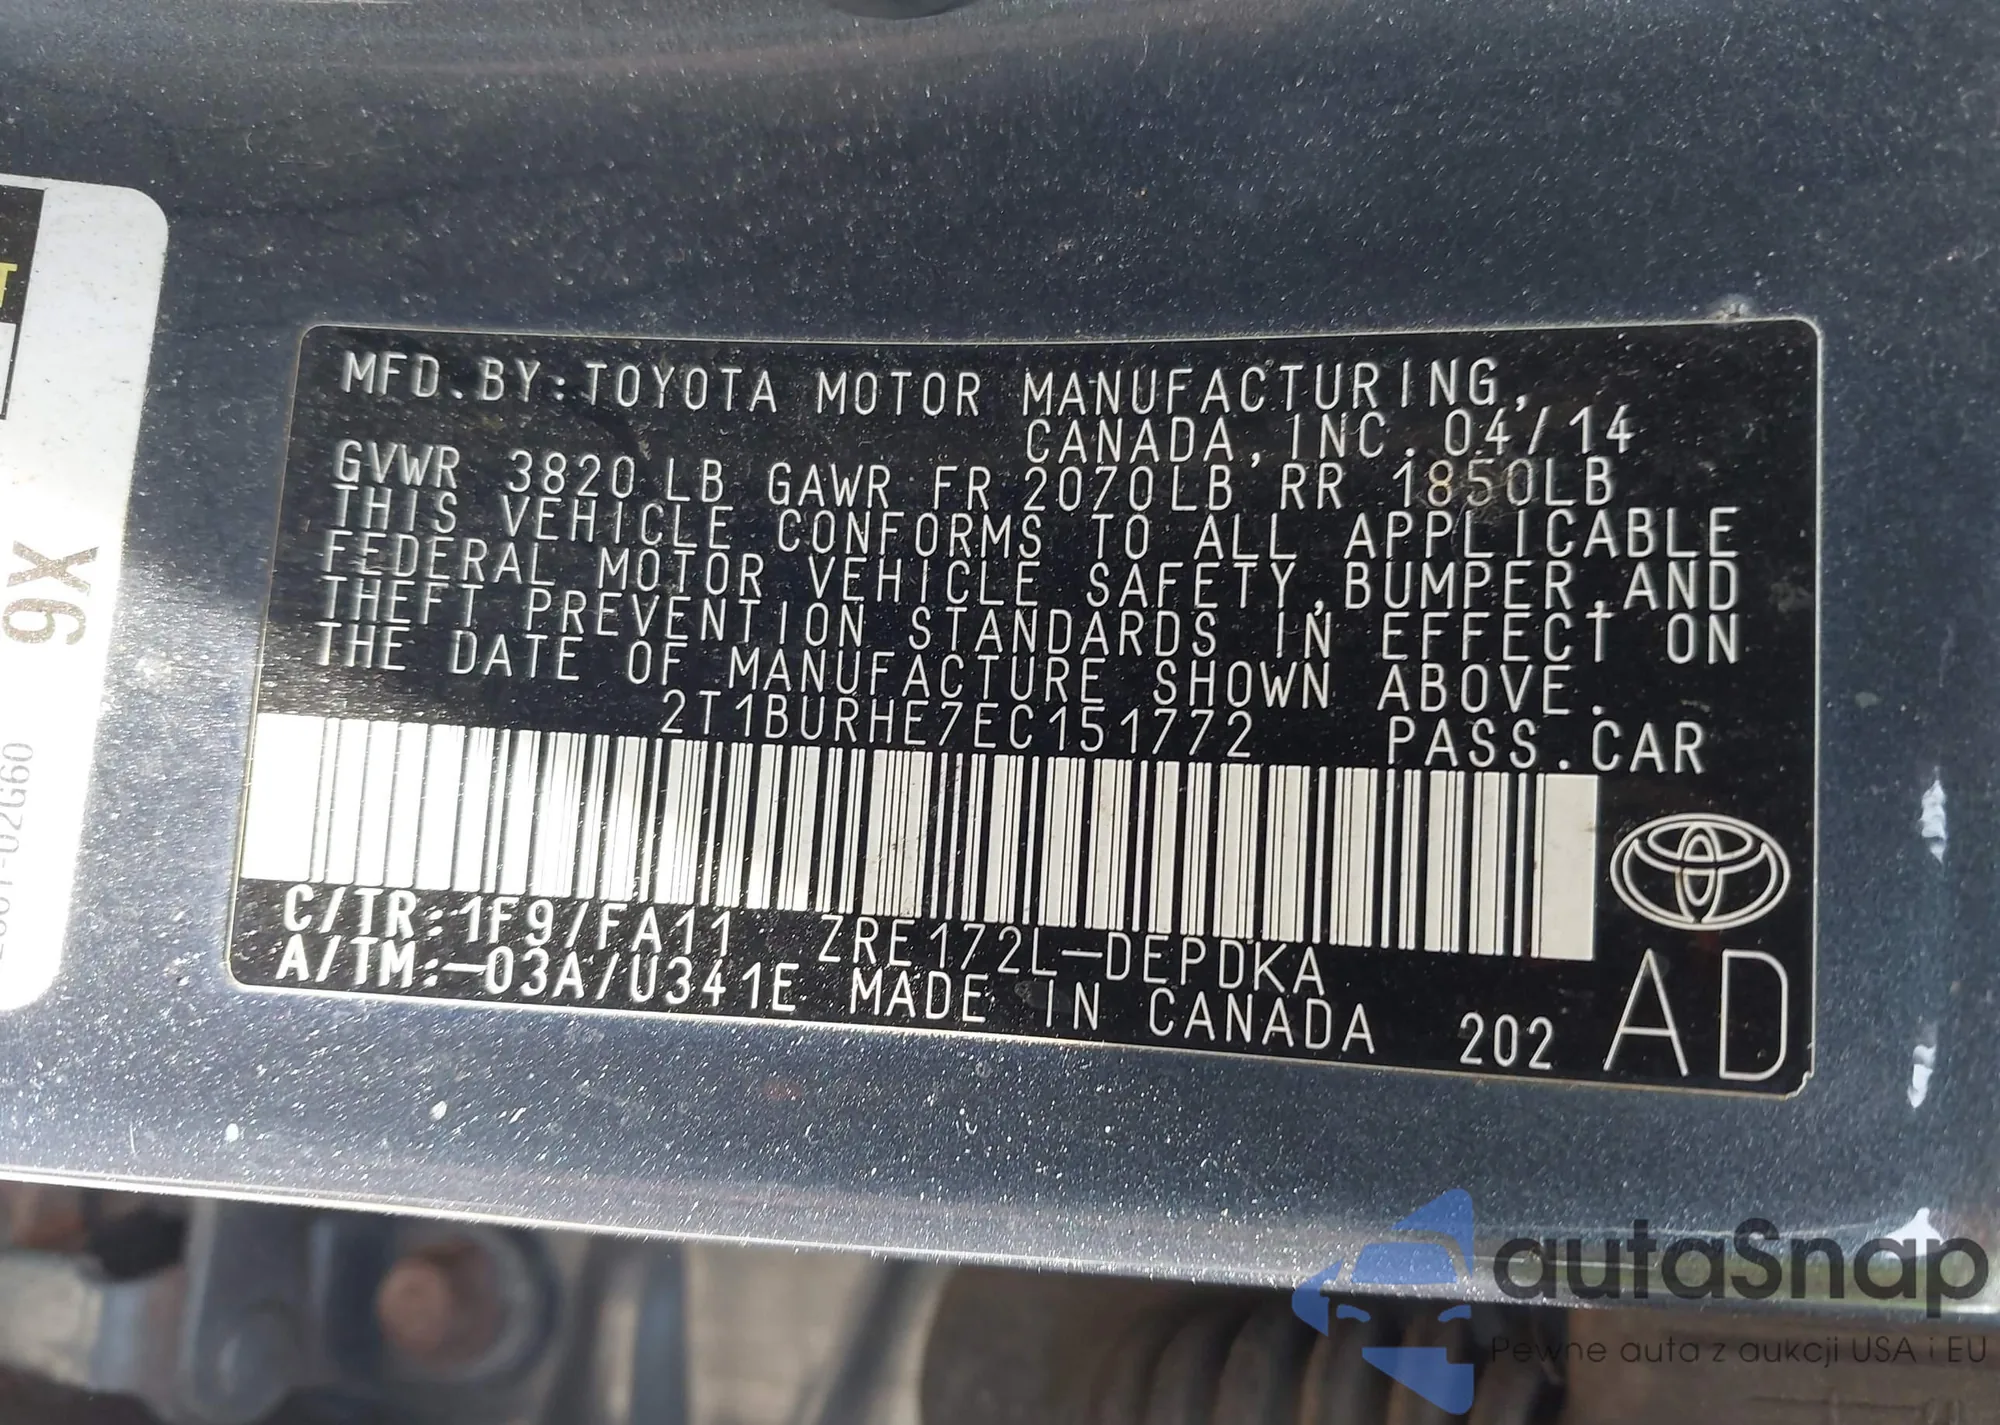 MFD.BY:TOYOTA MOTOR MANUFACTURING,
CANADA,INC.04/14
GVWR 3820LB GAWR FR 2070LB RR 1850LB
THIS VEHICLE CONFORMS TO ALL APPLICABLE
FEDERAL MOTOR VEHICLE SAFETY,BUMPER,AND
THEFT PREVENTION STANDARDS IN EFFECT ON
THE DATE OF MANUFACTURE SHOWN ABOVE.
2T1BURHE7EC151772 PASS.CAR
C/TR:1F9/FA11 ZRE172L-DEPDKA
A/TM:-03A/U341E MADE IN CANADA 202 AD
9X
autaSnap
Pewne auta z aukcji USA i EU